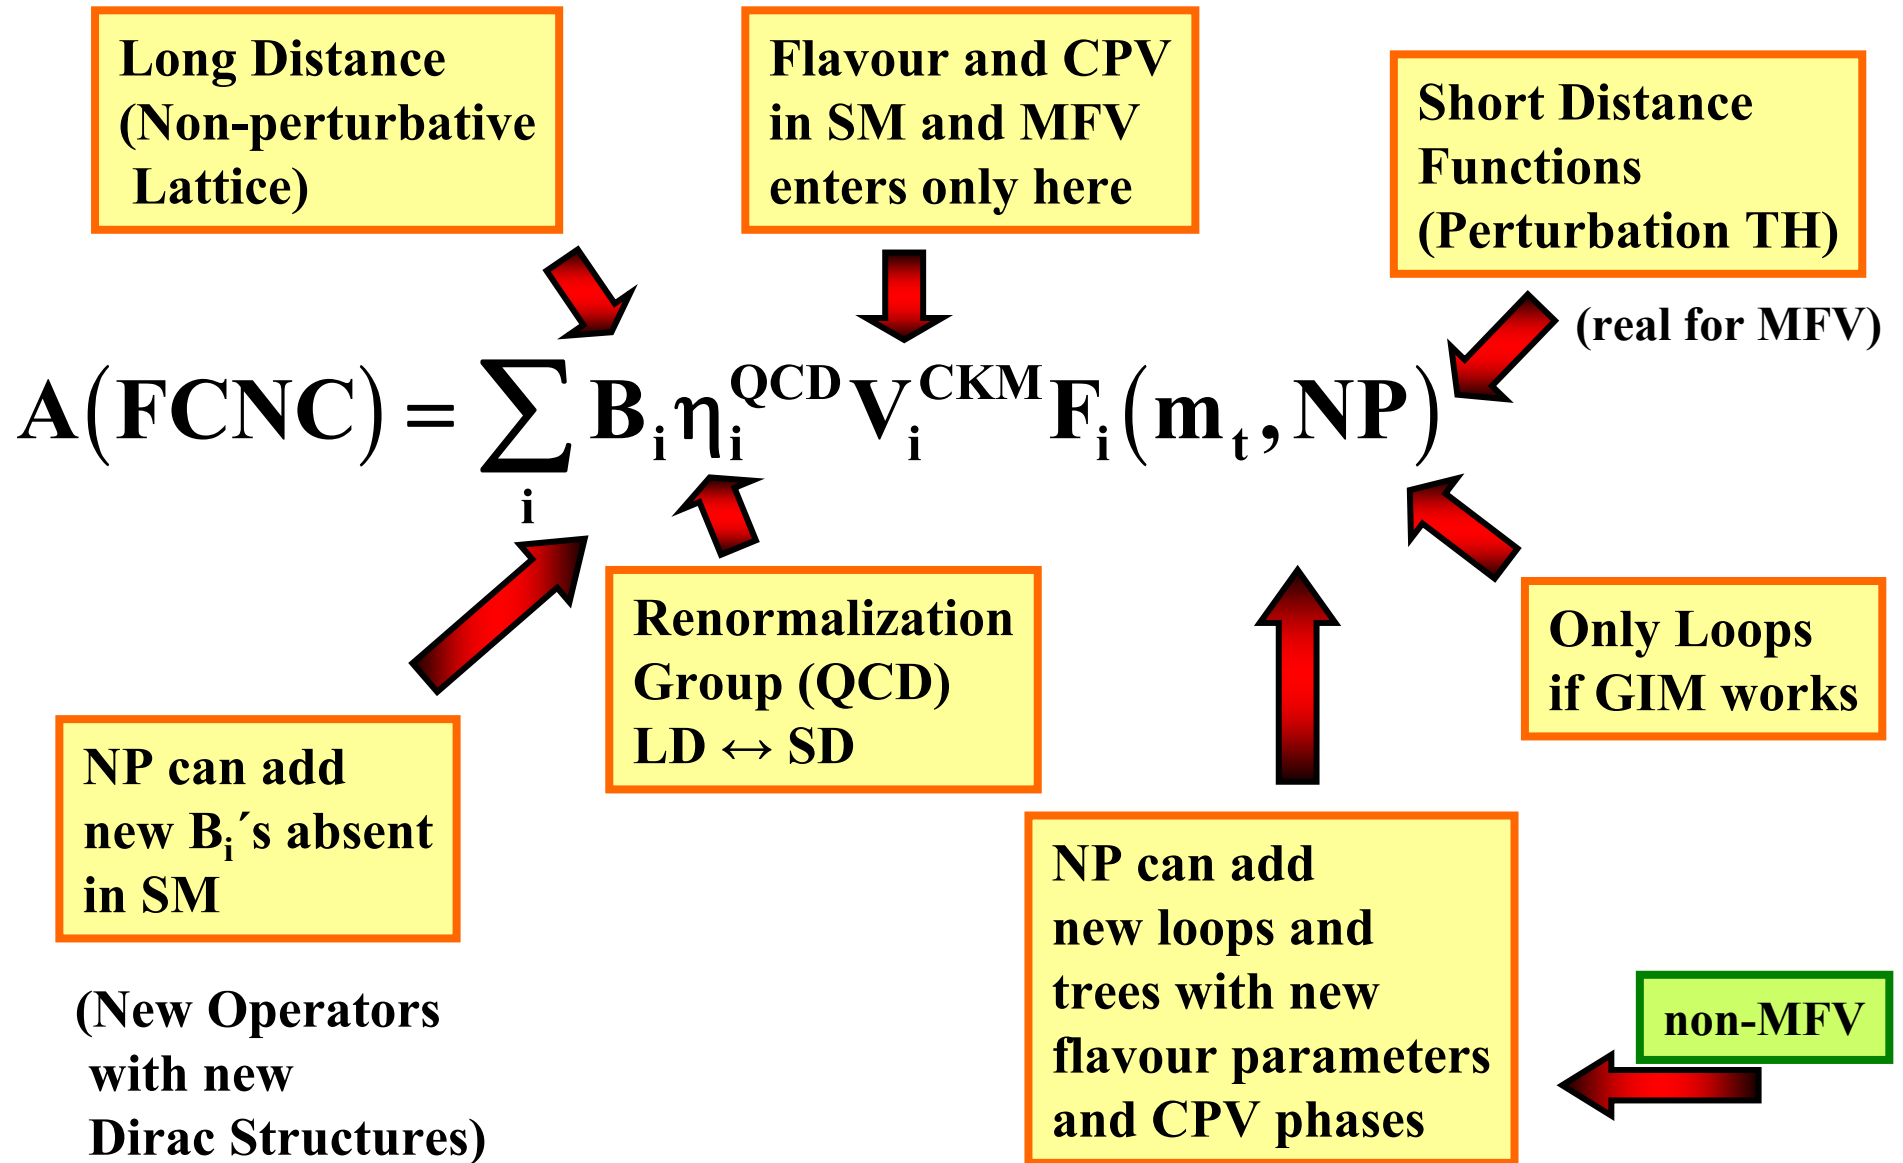 Long Distance
(Non-perturbative
Lattice)
Flavour and CPV
in SM and MFV
enters only here
Short Distance
Functions
(Perturbation TH)
(real for MFV)
A(FCNC) = ∑_i B_i η_i^QCD V_i^CKM F_i(m_t, NP)
Renormalization
Group (QCD)
LD ↔ SD
Only Loops
if GIM works
NP can add
new B_i´s absent
in SM
(New Operators
with new
Dirac Structures)
NP can add
new loops and
trees with new
flavour parameters
and CPV phases
non-MFV